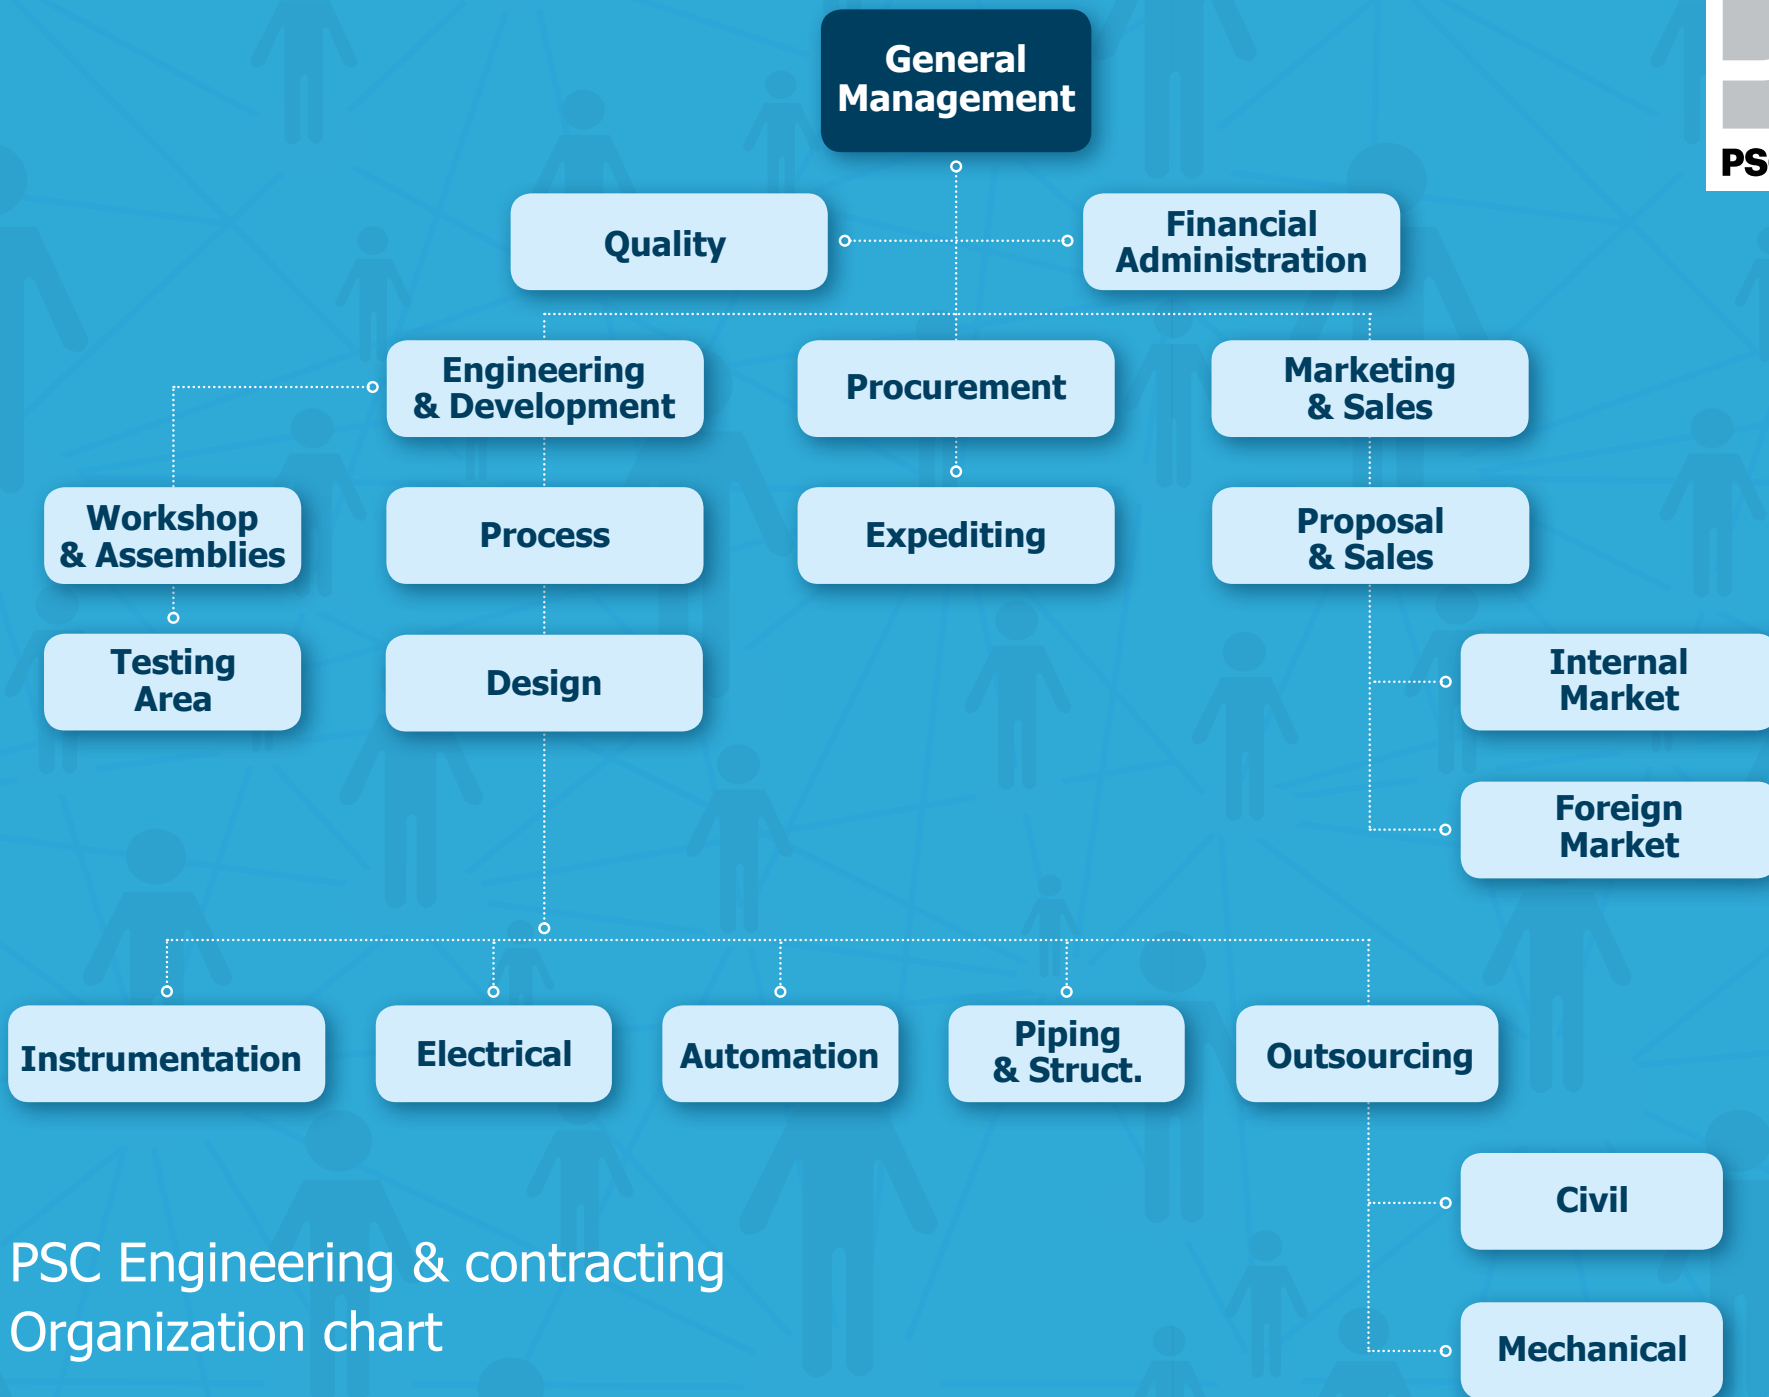 General
Management
PS
Quality
Financial
Administration
Engineering
& Development
Procurement
Marketing
& Sales
Workshop
& Assemblies
Process
Expediting
Proposal
& Sales
Testing
Area
Design
Internal
Market
Foreign
Market
Instrumentation
Electrical
Automation
Piping
& Struct.
Outsourcing
Civil
Mechanical
PSC Engineering & contracting
Organization chart